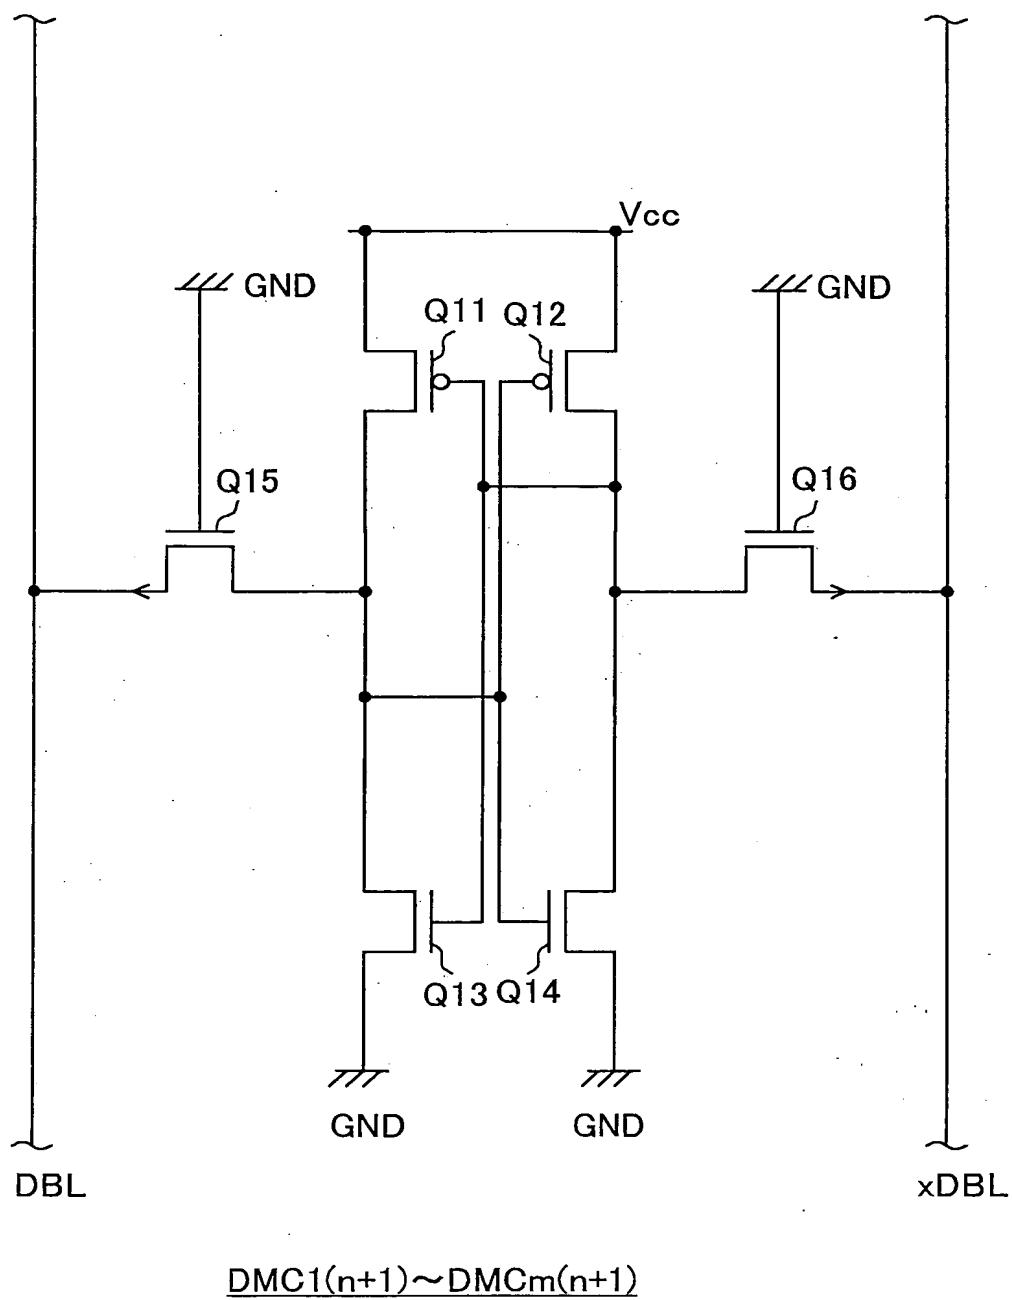 Vcc
GND
GND
Q11 Q12
Q15
Q16
Q13 Q14
GND
GND
DBL
xDBL
DMC1(n+1)～DMCm(n+1)